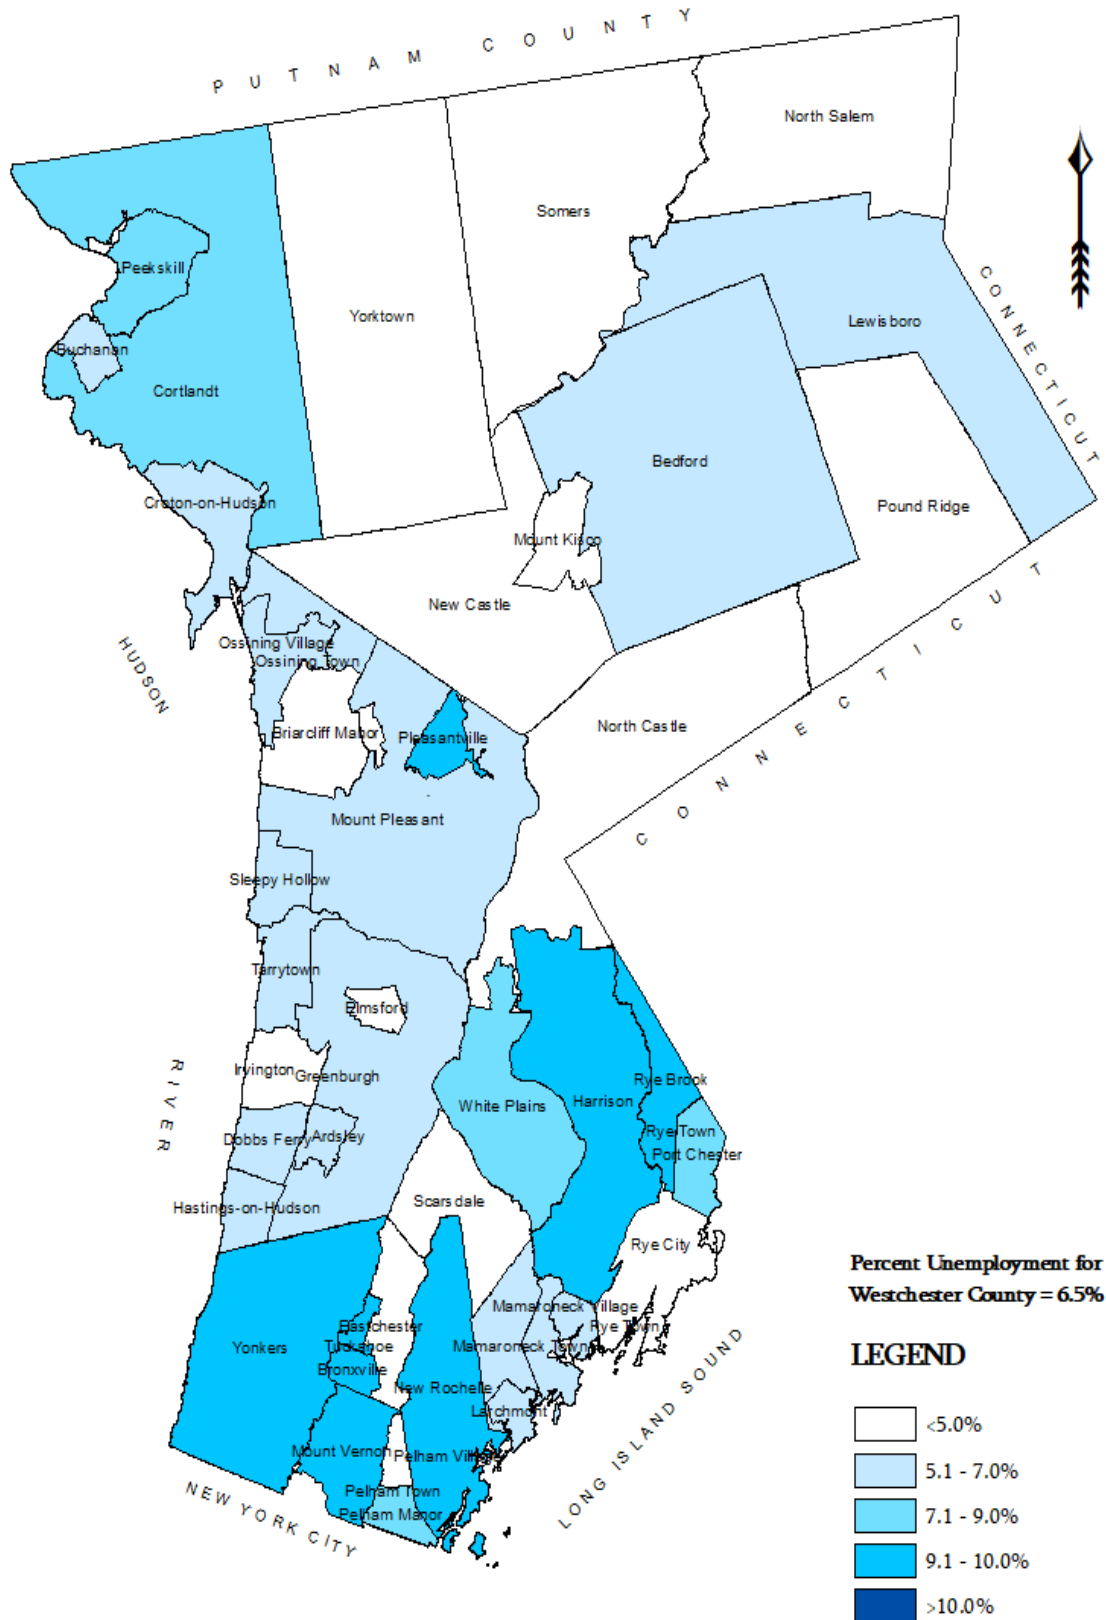 PUTNAM COUNTY
North Salem
Somers
Peekskill
Yorktown
Lewisboro
CONNECTICUT
Buchanan
Cortlandt
Bedford
Croton-on-Hudson
Pound Ridge
Mount Kisco
New Castle
HUDSON
Ossining Village
Ossining Town
CONNECTICUT
North Castle
Briarcliff Manor
Pleasantville
Mount Pleasant
Sleepy Hollow
Tarrytown
Elmsford
RIVER
Irvington
Greenburgh
Rye Brook
White Plains
Harrison
Rye Town
Dobbs Ferry
Ardsley
Port Chester
Scarsdale
Hastings-on-Hudson
Rye City
Percent Unemployment for
Westchester County = 6.5%
Mamaroneck Village
Eastchester
Rye Town
Yonkers
Tuckahoe
Mamaroneck Town
LEGEND
Bronxville
New Rochelle
Larchmont
LONG ISLAND SOUND
<5.0%
Mount Vernon
Pelham Village
5.1 - 7.0%
Pelham Town
NEW YORK CITY
Pelham Manor
7.1 - 9.0%
9.1 - 10.0%
>10.0%